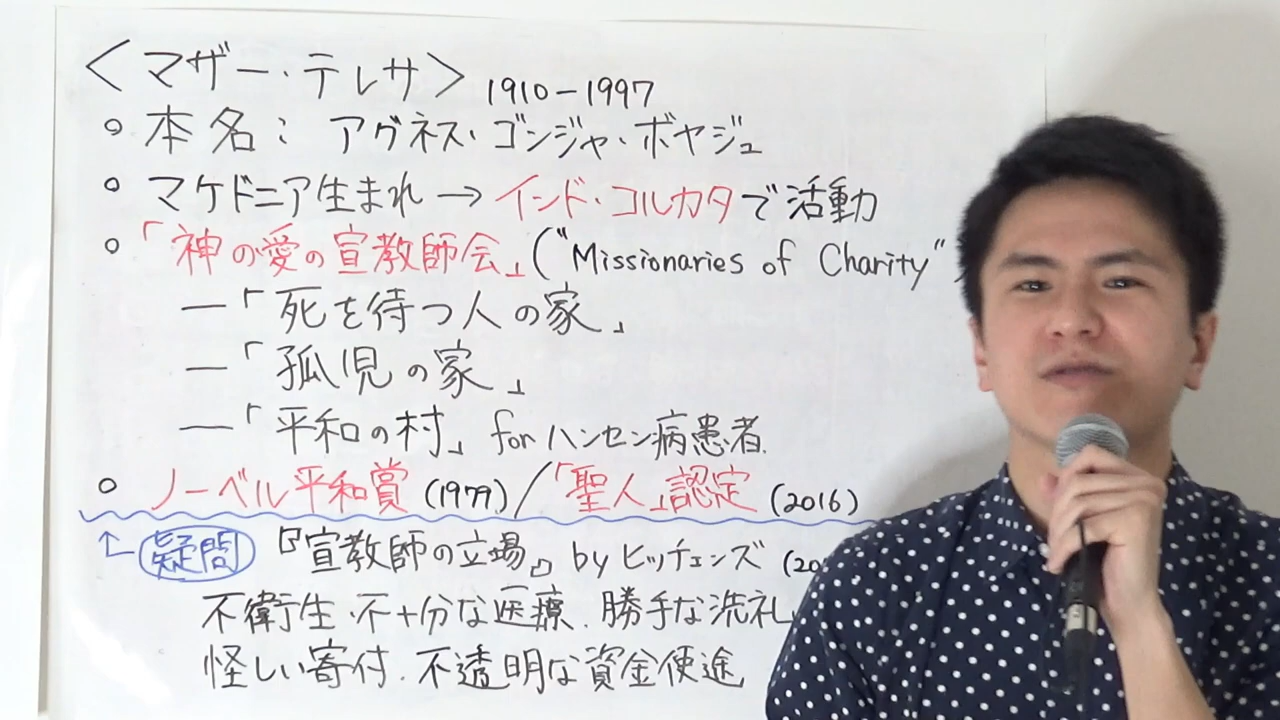 〈マザー・テレサ〉1910-1997
○本名：アグネス・ゴンジャ・ボヤジュ
○マケドニア生まれ→インド・コルカタで活動
○「神の愛の宣教師会」("Missionaries of Charity"
―「死を待つ人の家」
―「孤児の家」
―「平和の村」for ハンセン病患者.
○ノーベル平和賞(1979)/「聖人」認定(2016)
疑問『宣教師の立場』by ヒッチェンズ(20
不衛生・不十分な医療.勝手な洗礼
怪しい寄付.不透明な資金使途